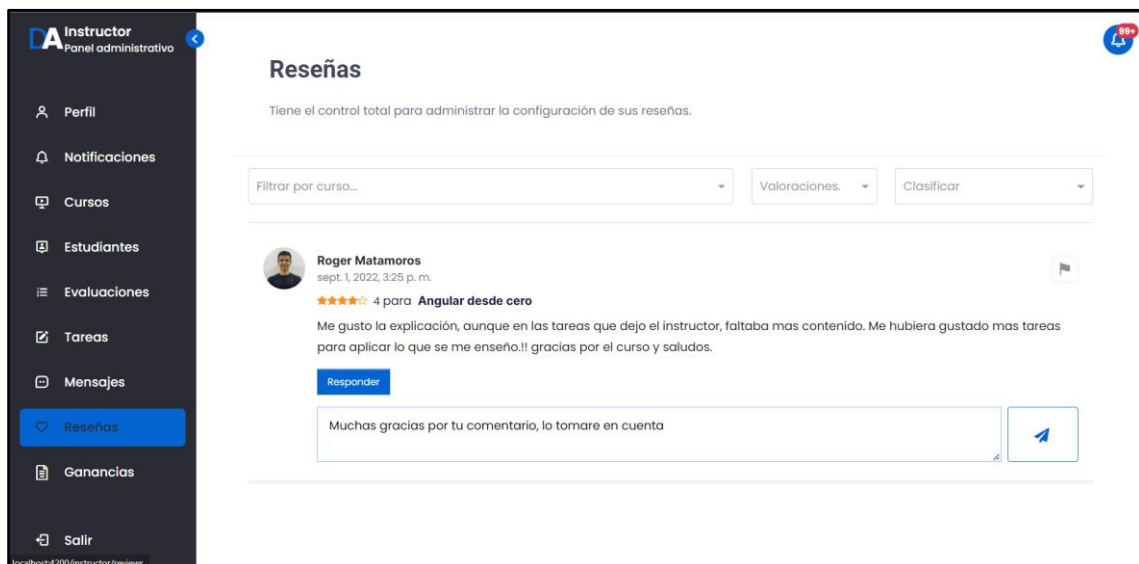 DA Instructor
Panel administrativo
Perfil
Notificaciones
Cursos
Estudiantes
Evaluaciones
Tareas
Mensajes
Reseñas
Ganancias
Salir
localhost:4200/instructor/reviews
99+
Reseñas
Tiene el control total para administrar la configuración de sus reseñas.
Filtrar por curso...
Valoraciones.
Clasificar
Roger Matamoros
sept. 1, 2022, 3:25 p. m.
4 para Angular desde cero
Me gusto la explicación, aunque en las tareas que dejo el instructor, faltaba mas contenido. Me hubiera gustado mas tareas
para aplicar lo que se me enseño.!! gracias por el curso y saludos.
Responder
Muchas gracias por tu comentario, lo tomare en cuenta